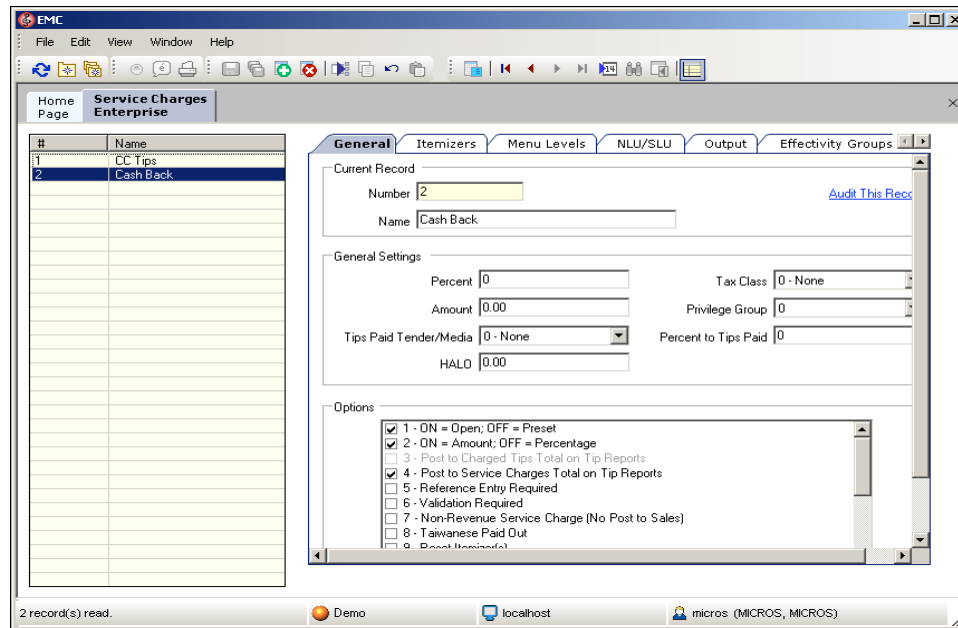 EMC
File Edit View Window Help
Home Page
Service Charges Enterprise
# Name
1 CC Tips
2 Cash Back
General Itemizers Menu Levels NLU/SLU Output Effectivity Groups
Current Record
Number 2
Audit This Reco
Name Cash Back
General Settings
Percent 0
Tax Class 0 - None
Amount 0.00
Privilege Group 0
Tips Paid Tender/Media 0 - None
Percent to Tips Paid 0
HALO 0.00
Options
1 - ON = Open; OFF = Preset
2 - ON = Amount; OFF = Percentage
3 - Post to Charged Tips Total on Tip Reports
4 - Post to Service Charges Total on Tip Reports
5 - Reference Entry Required
6 - Validation Required
7 - Non-Revenue Service Charge (No Post to Sales)
8 - Taiwanese Paid Out
9 - Reset Itemizer(s)
2 record(s) read. Demo localhost micros (MICROS, MICROS)